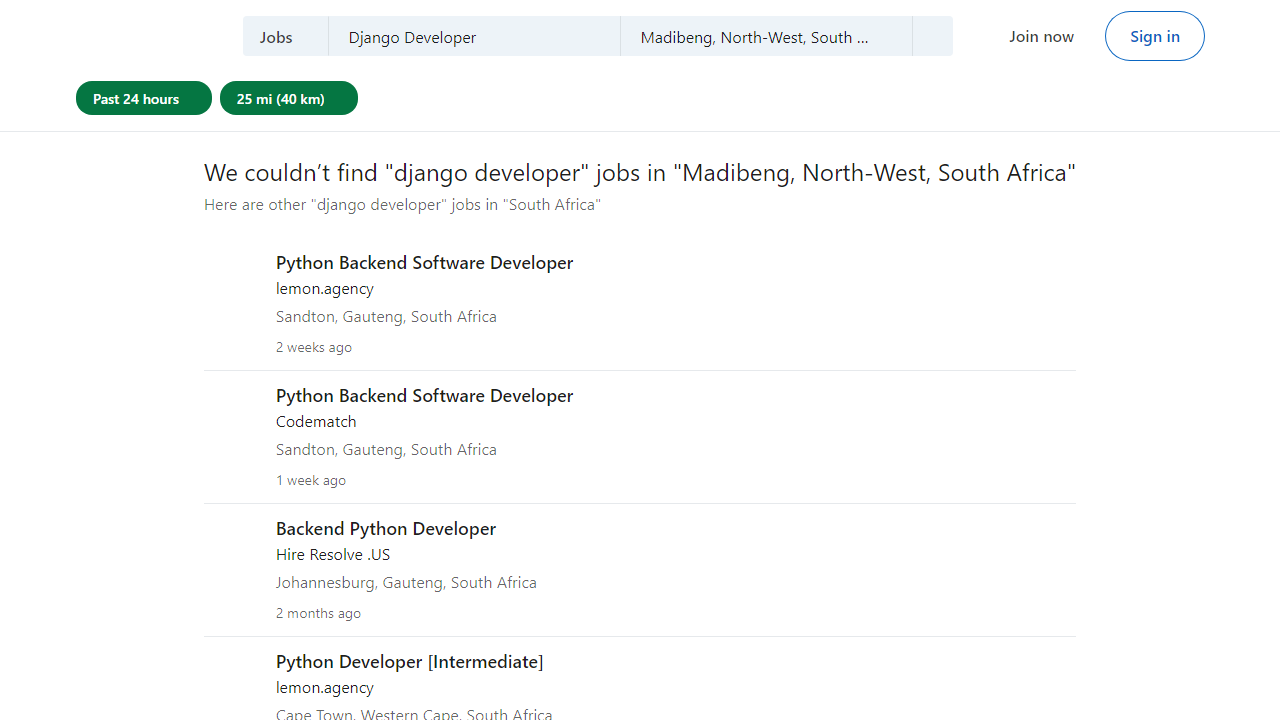 Jobs
Django Developer
Madibeng, North-West, South ...
Join now
Sign in
Past 24 hours
25 mi (40 km)
We couldn’t find "django developer" jobs in "Madibeng, North-West, South Africa"
Here are other "django developer" jobs in "South Africa"
Python Backend Software Developer
lemon.agency
Sandton, Gauteng, South Africa
2 weeks ago
Python Backend Software Developer
Codematch
Sandton, Gauteng, South Africa
1 week ago
Backend Python Developer
Hire Resolve .US
Johannesburg, Gauteng, South Africa
2 months ago
Python Developer [Intermediate]
lemon.agency
Cape Town, Western Cape, South Africa